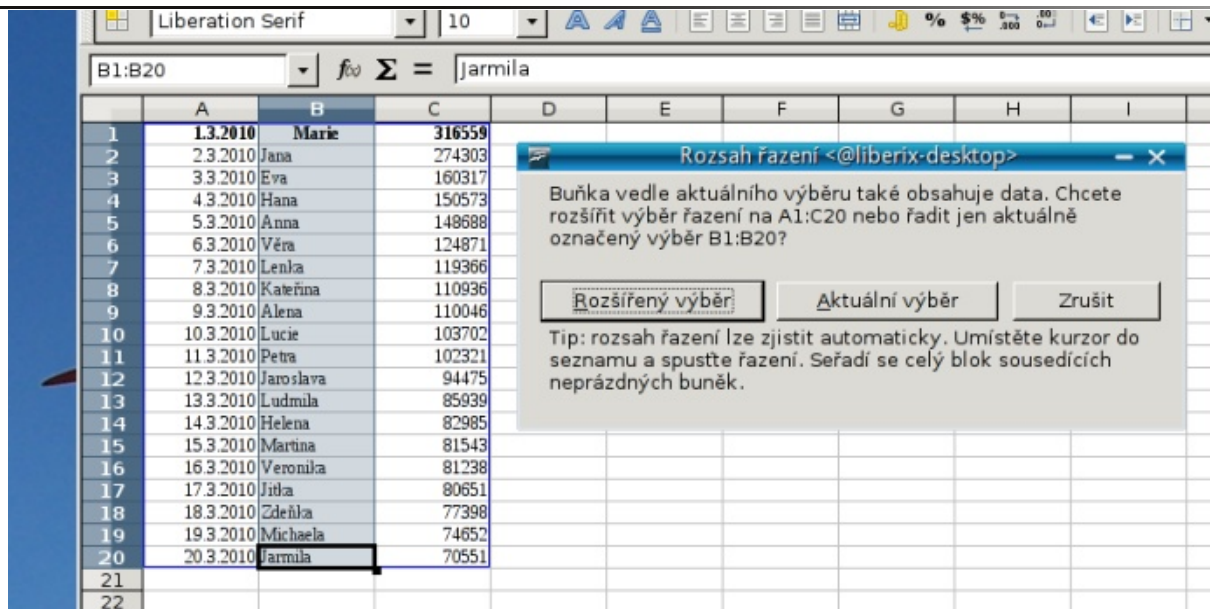 Liberation Serif 10 % $%
B1:B20 f(x) Σ = Jarmila
A B C D E F G H I
1 1.3.2010 Marie 316559
2 2.3.2010 Jana 274303
3 3.3.2010 Eva 160317
4 4.3.2010 Hana 150573
5 5.3.2010 Anna 148688
6 6.3.2010 Věra 124871
7 7.3.2010 Lenka 119366
8 8.3.2010 Kateřina 110936
9 9.3.2010 Alena 110046
10 10.3.2010 Lucie 103702
11 11.3.2010 Petra 102321
12 12.3.2010 Jaroslava 94475
13 13.3.2010 Ludmila 85939
14 14.3.2010 Helena 82985
15 15.3.2010 Martina 81543
16 16.3.2010 Veronika 81238
17 17.3.2010 Jitka 80651
18 18.3.2010 Zdeňka 77398
19 19.3.2010 Michaela 74652
20 20.3.2010 Jarmila 70551
21
22
Rozsah řazení <@liberix-desktop>
Buňka vedle aktuálního výběru také obsahuje data. Chcete
rozšířit výběr řazení na A1:C20 nebo řadit jen aktuálně
označený výběr B1:B20?
Rozšířený výběr Aktuální výběr Zrušit
Tip: rozsah řazení lze zjistit automaticky. Umístěte kurzor do
seznamu a spusťte řazení. Seřadí se celý blok sousedících
neprázdných buněk.